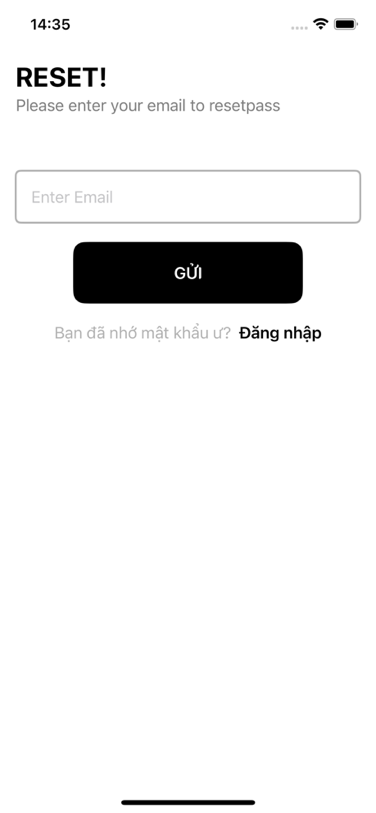 14:35
RESET!
Please enter your email to resetpass
Enter Email
GỬI
Bạn đã nhớ mật khẩu ư? Đăng nhập